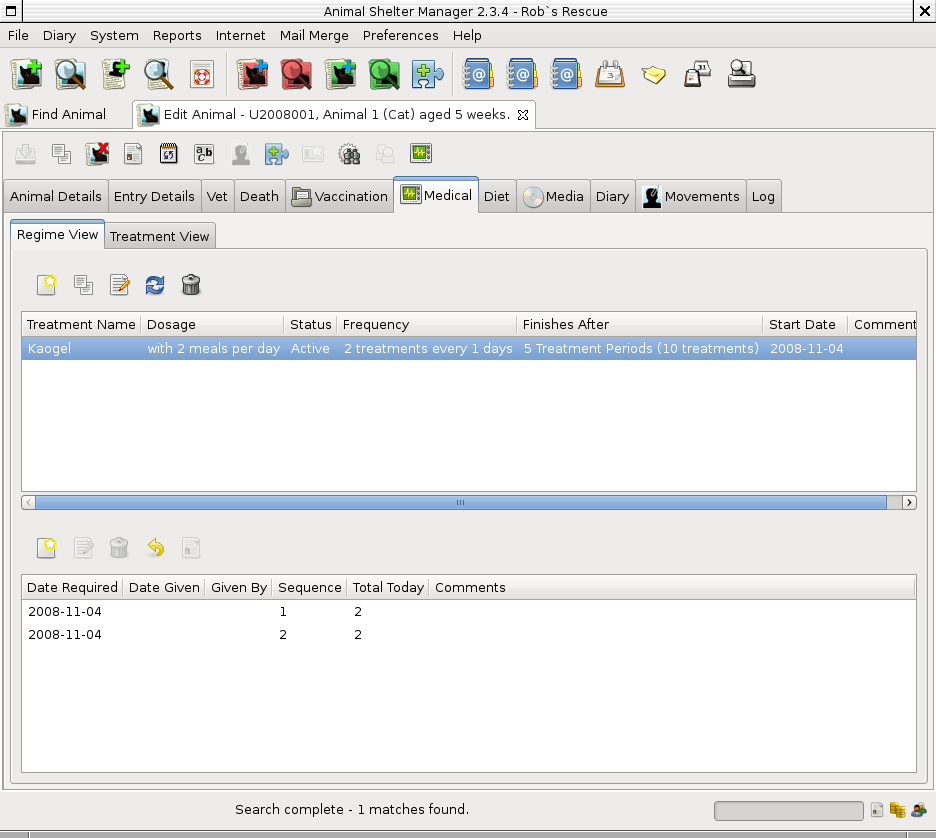 Animal Shelter Manager 2.3.4 - Rob`s Rescue
File Diary System Reports Internet Mail Merge Preferences Help
Find Animal Edit Animal - U2008001, Animal 1 (Cat) aged 5 weeks.
Animal Details Entry Details Vet Death Vaccination Medical Diet Media Diary Movements Log
Regime View Treatment View
Treatment Name Dosage Status Frequency Finishes After Start Date Comment
Kaogel with 2 meals per day Active 2 treatments every 1 days 5 Treatment Periods (10 treatments) 2008-11-04
Date Required Date Given Given By Sequence Total Today Comments
2008-11-04 1 2
2008-11-04 2 2
Search complete - 1 matches found.